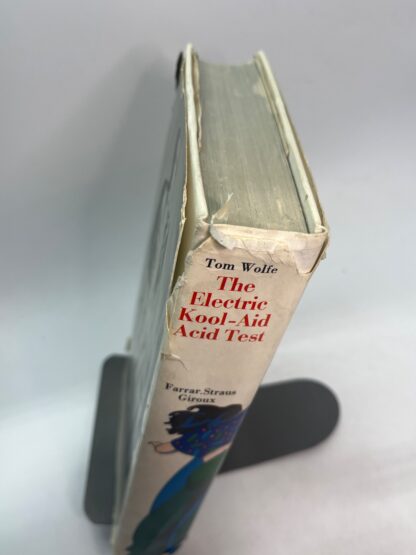 Tom Wolfe
The
Electric
Kool-Aid
Acid Test
Farrar, Straus
Giroux